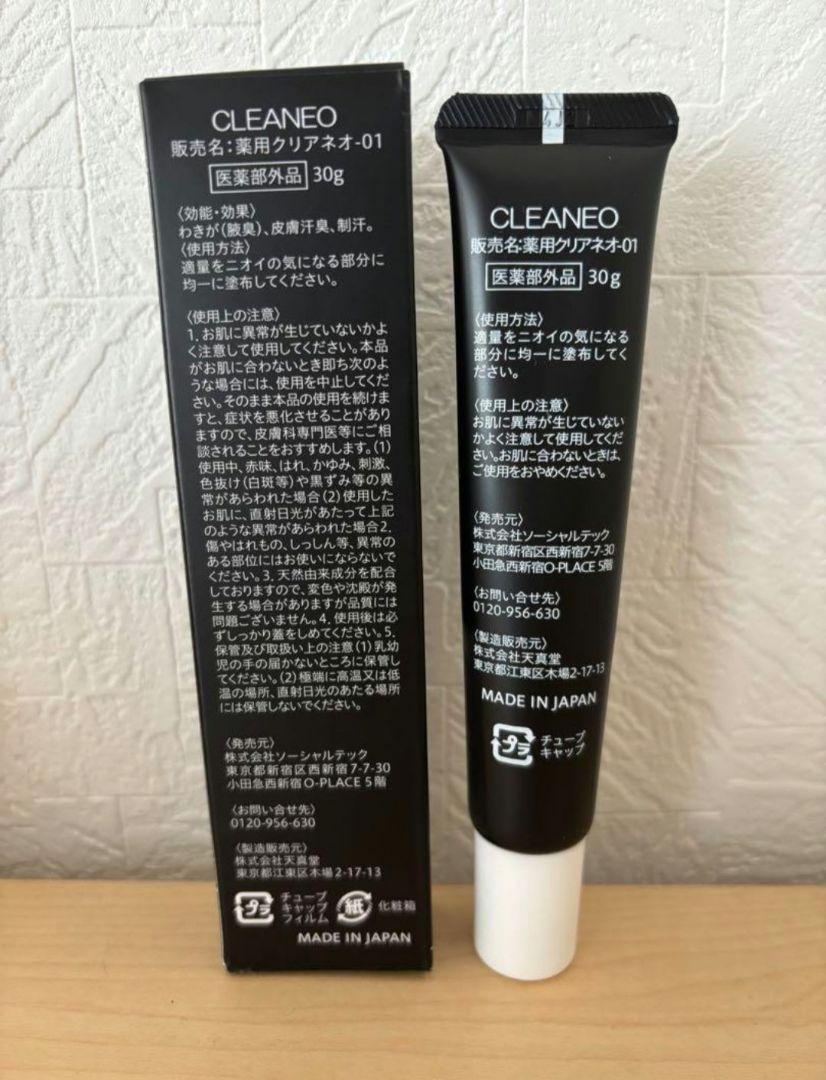 CLEANEO
販売名:薬用クリアネオ-01
医薬部外品 30g
〈効能・効果〉
わきが(腋臭)、皮膚汗臭、制汗。
〈使用方法〉
適量をニオイの気になる部分に
均一に塗布してください。
〈使用上の注意〉
1. お肌に異常が生じていないかよ
く注意して使用してください。本品
がお肌に合わないとき即ち次のよ
うな場合には、使用を中止してくだ
さい。そのまま本品の使用を続けま
すと、症状を悪化させることがあり
ますので、皮膚科専門医等にご相
談されることをおすすめします。(1)
使用中、赤味、はれ、かゆみ、刺激、
色抜け(白斑等)や黒ずみ等の異
常があらわれた場合(2)使用した
お肌に、直射日光があたって上記
のような異常があらわれた場合2.
傷やはれもの、しっしん等、異常の
ある部位にはお使いにならないで
ください。3. 天然由来成分を配合
しておりますので、変色や沈殿が発
生する場合がありますが品質には
問題ございません。4. 使用後は必
ずしっかり蓋をしめてください。5.
保管及び取扱い上の注意(1)乳幼
児の手の届かないところに保管し
てください。(2)極端に高温又は低
温の場所、直射日光のあたる場所
には保管しないでください。
〈発売元〉
株式会社ソーシャルテック
東京都新宿区西新宿7-7-30
小田急西新宿O-PLACE 5階
〈お問い合せ先〉
0120-956-630
〈製造販売元〉
株式会社天真堂
東京都江東区木場2-17-13
プラ チューブ
キャップ
フィルム
紙 化粧箱
MADE IN JAPAN
CLEANEO
販売名:薬用クリアネオ-01
医薬部外品 30g
〈使用方法〉
適量をニオイの気になる
部分に均一に塗布してく
ださい。
〈使用上の注意〉
お肌に異常が生じていない
かよく注意して使用してくだ
さい。お肌に合わないときは、
ご使用をおやめください。
〈発売元〉
株式会社ソーシャルテック
東京都新宿区西新宿7-7-30
小田急西新宿O-PLACE 5階
〈お問い合せ先〉
0120-956-630
〈製造販売元〉
株式会社天真堂
東京都江東区木場2-17-13
MADE IN JAPAN
プラ チューブ
キャップ